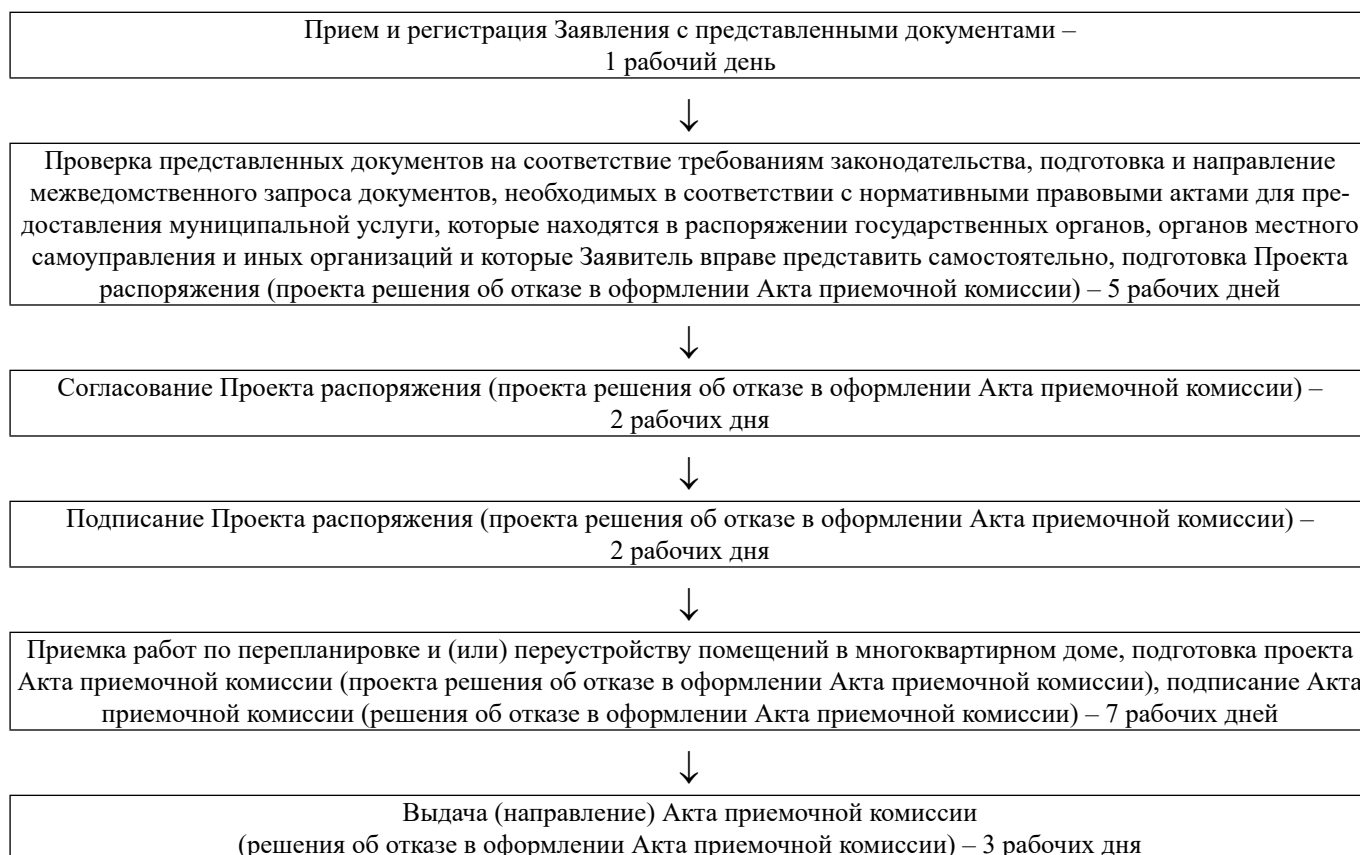 Прием и регистрация Заявления с представленными документами –
1 рабочий день
↓
Проверка представленных документов на соответствие требованиям законодательства, подготовка и направление
межведомственного запроса документов, необходимых в соответствии с нормативными правовыми актами для пре-
доставления муниципальной услуги, которые находятся в распоряжении государственных органов, органов местного
самоуправления и иных организаций и которые Заявитель вправе представить самостоятельно, подготовка Проекта
распоряжения (проекта решения об отказе в оформлении Акта приемочной комиссии) – 5 рабочих дней
↓
Согласование Проекта распоряжения (проекта решения об отказе в оформлении Акта приемочной комиссии) –
2 рабочих дня
↓
Подписание Проекта распоряжения (проекта решения об отказе в оформлении Акта приемочной комиссии) –
2 рабочих дня
↓
Приемка работ по перепланировке и (или) переустройству помещений в многоквартирном доме, подготовка проекта
Акта приемочной комиссии (проекта решения об отказе в оформлении Акта приемочной комиссии), подписание Акта
приемочной комиссии (решения об отказе в оформлении Акта приемочной комиссии) – 7 рабочих дней
↓
Выдача (направление) Акта приемочной комиссии
(решения об отказе в оформлении Акта приемочной комиссии) – 3 рабочих дня